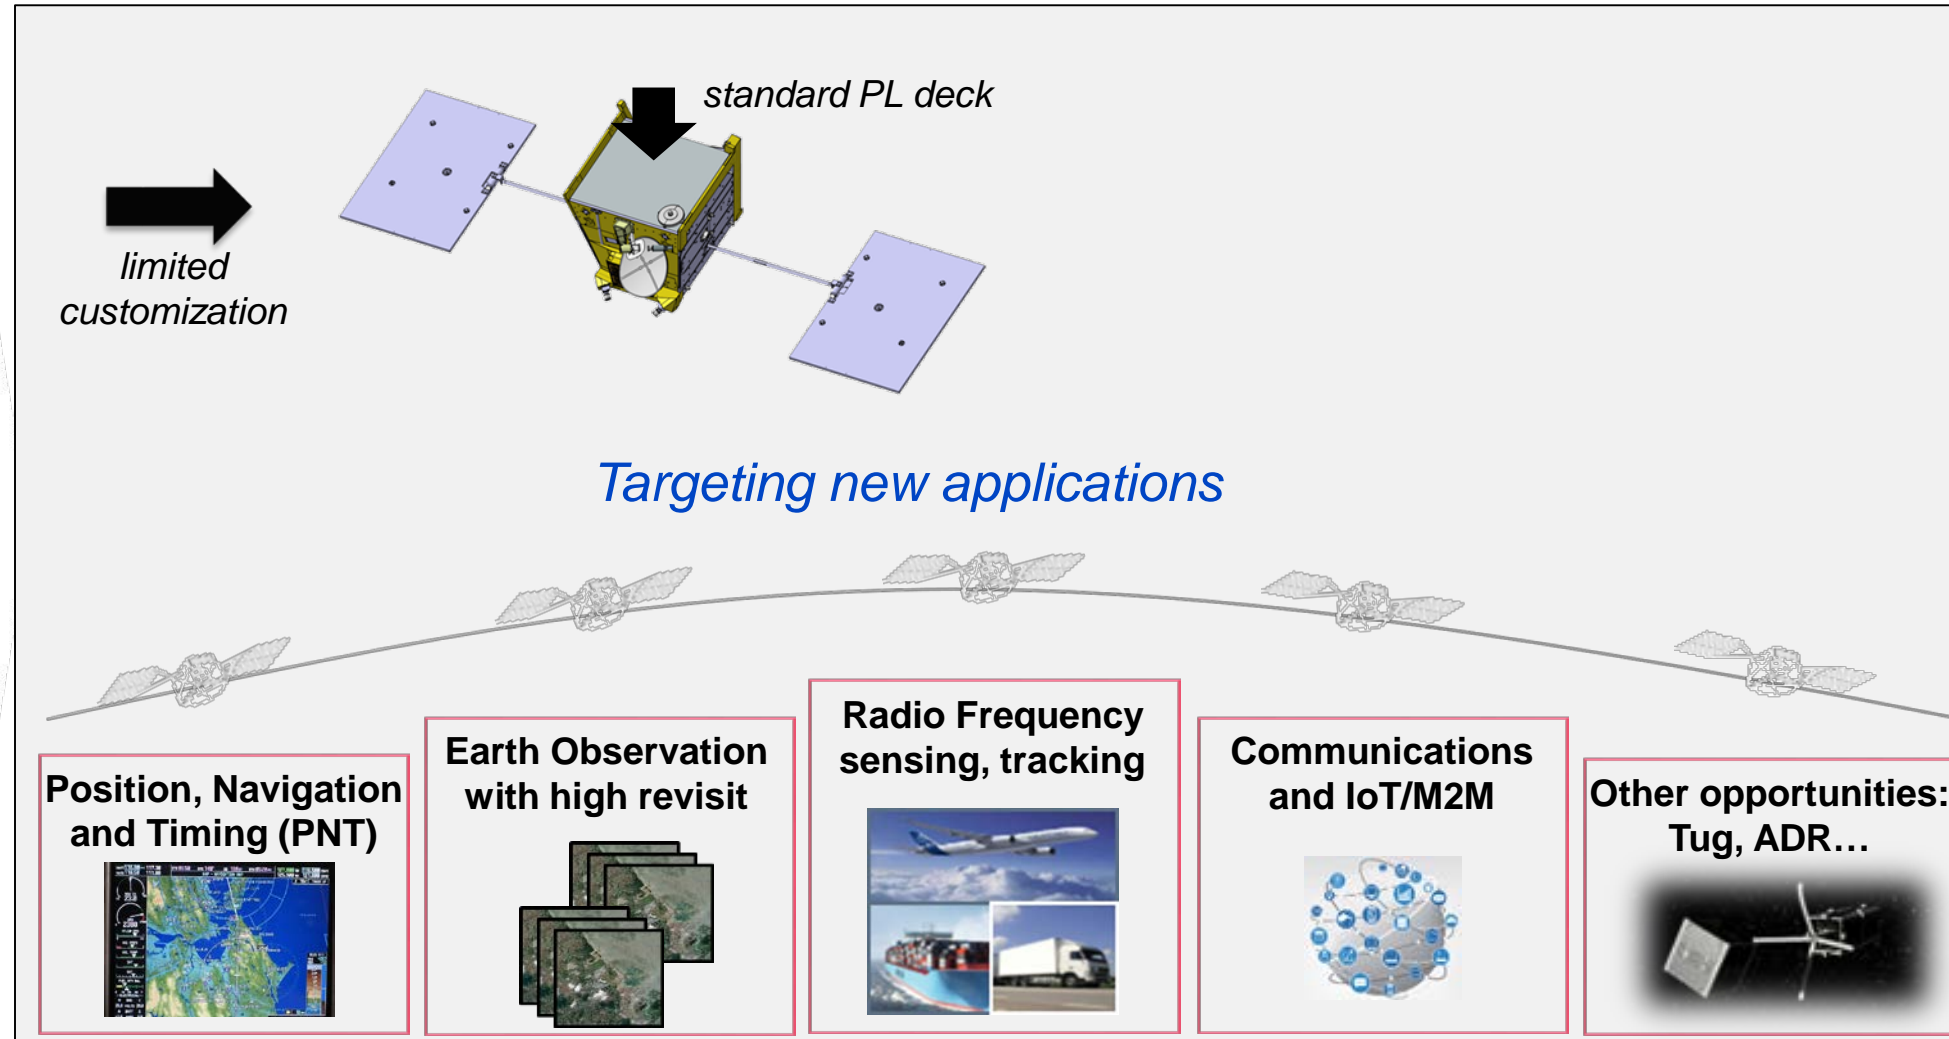 standard PL deck
limited
customization
Targeting new applications
Position, Navigation
and Timing (PNT)
Earth Observation
with high revisit
Radio Frequency
sensing, tracking
Communications
and IoT/M2M
Other opportunities:
Tug, ADR…